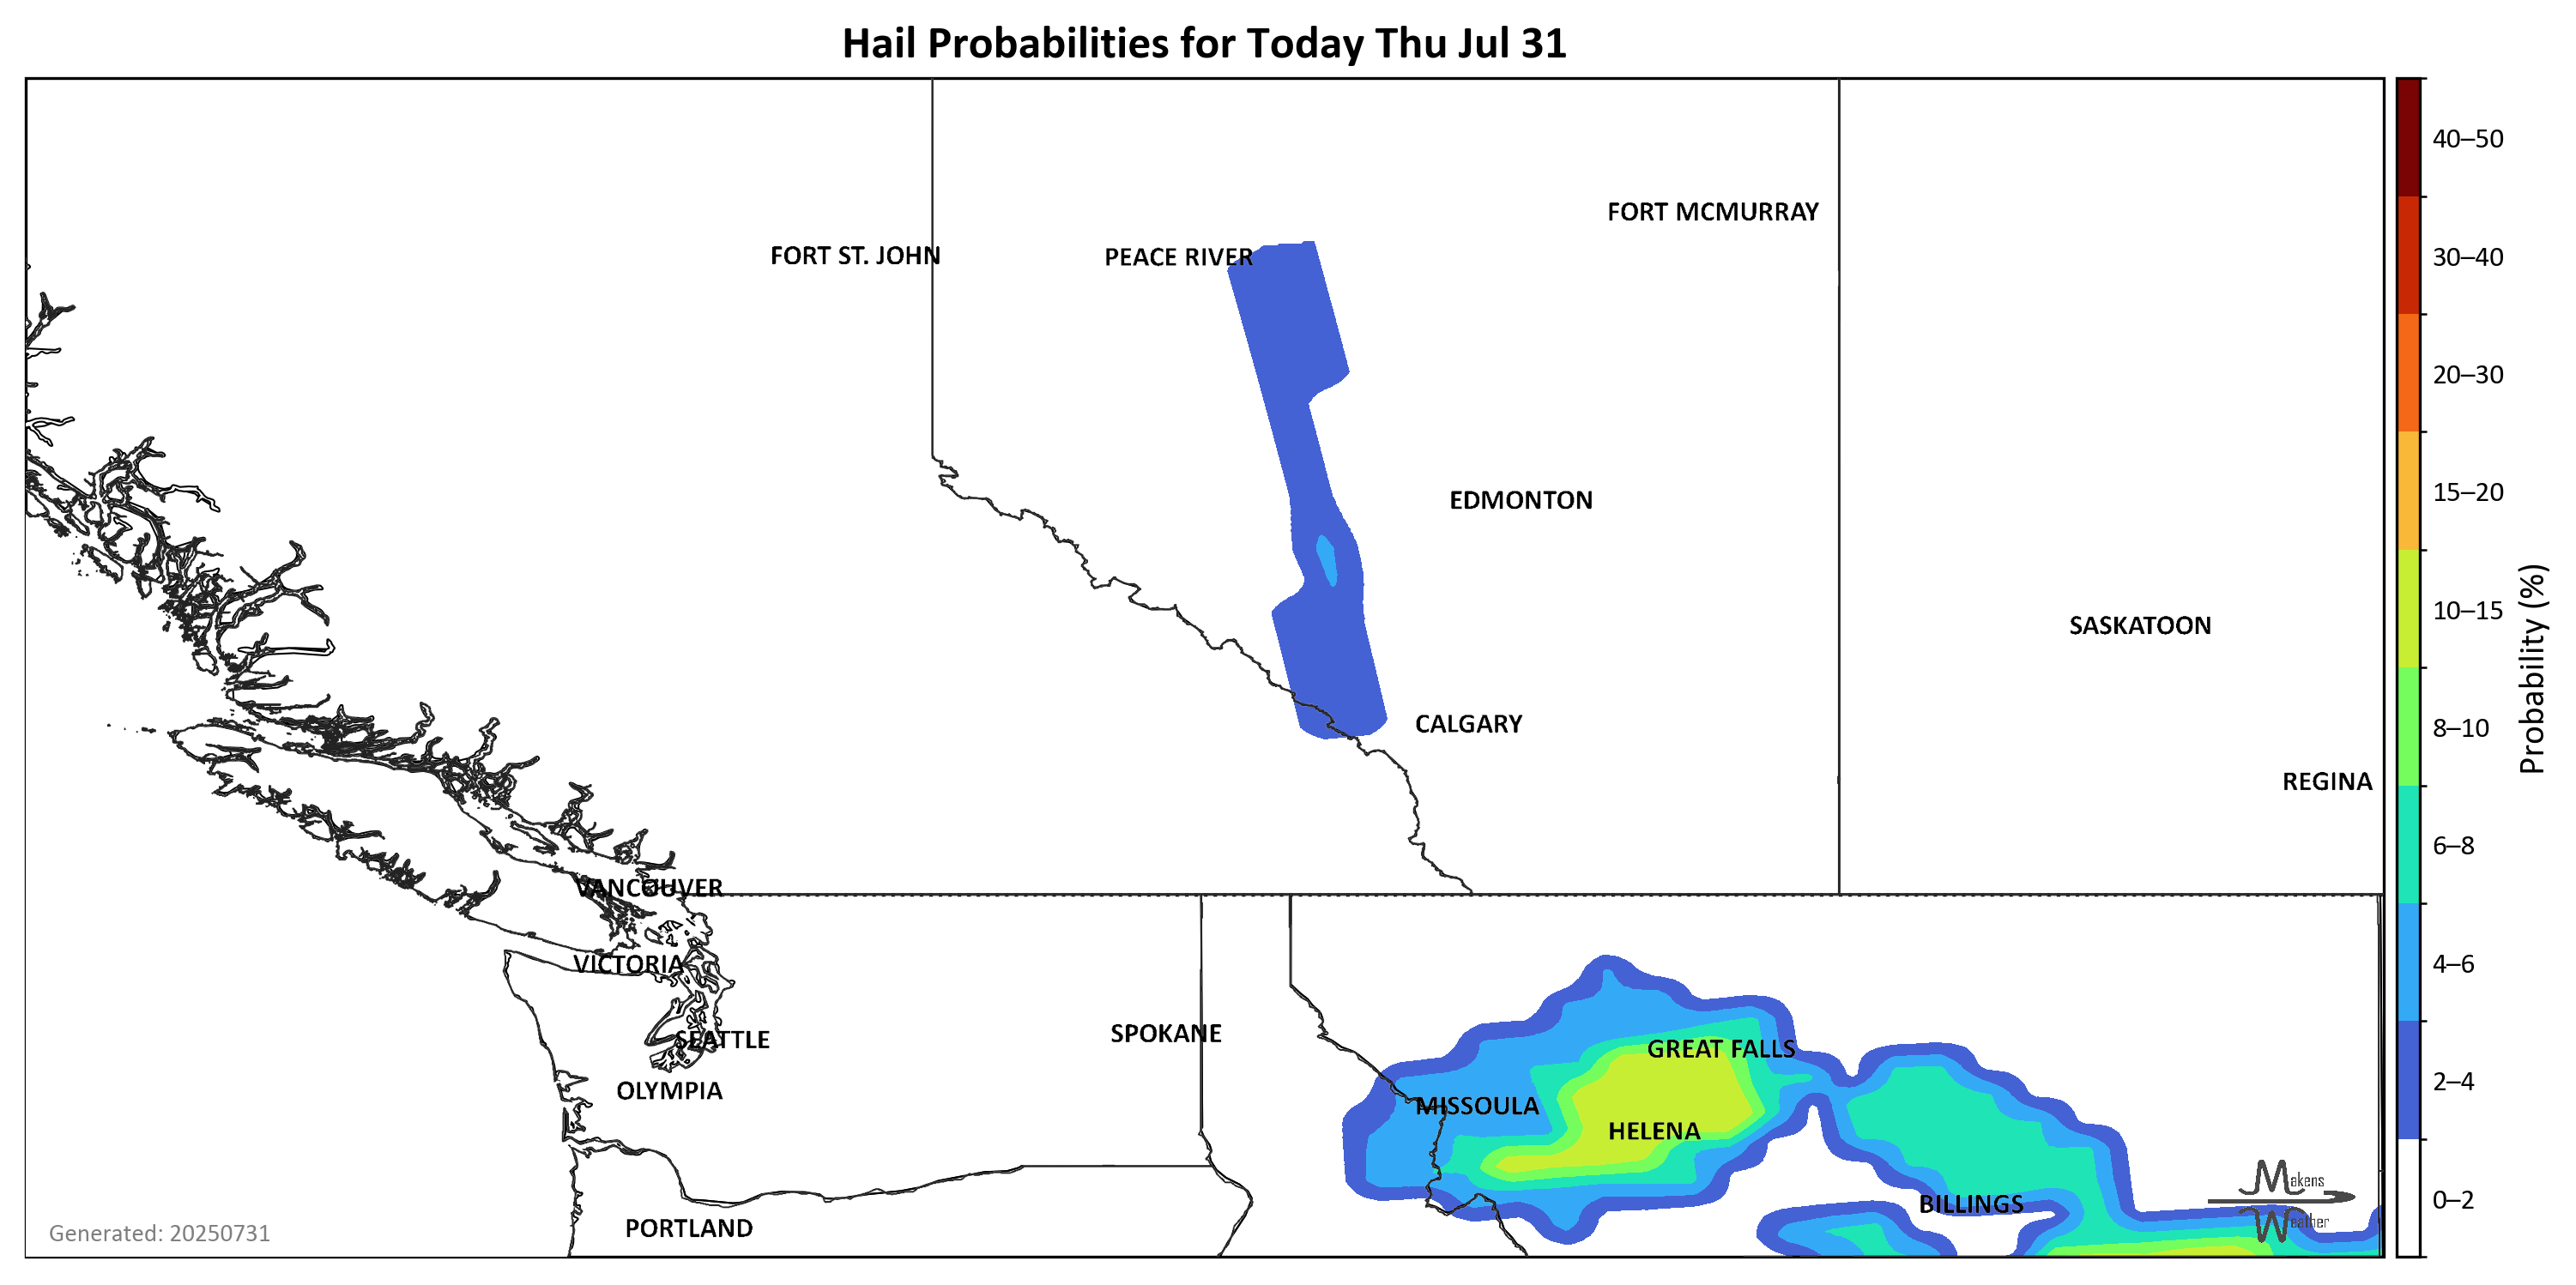 Hail Probabilities for Today Thu Jul 31
40–50
FORT MCMURRAY
FORT ST. JOHN
PEACE RIVER
30–40
20–30
EDMONTON
15–20
10–15
SASKATOON
Probability (%)
CALGARY
8–10
REGINA
6–8
VANCOUVER
VICTORIA
4–6
SPOKANE
SEATTLE
GREAT FALLS
2–4
OLYMPIA
MISSOULA
HELENA
Makens
Weather
0–2
BILLINGS
PORTLAND
Generated: 20250731